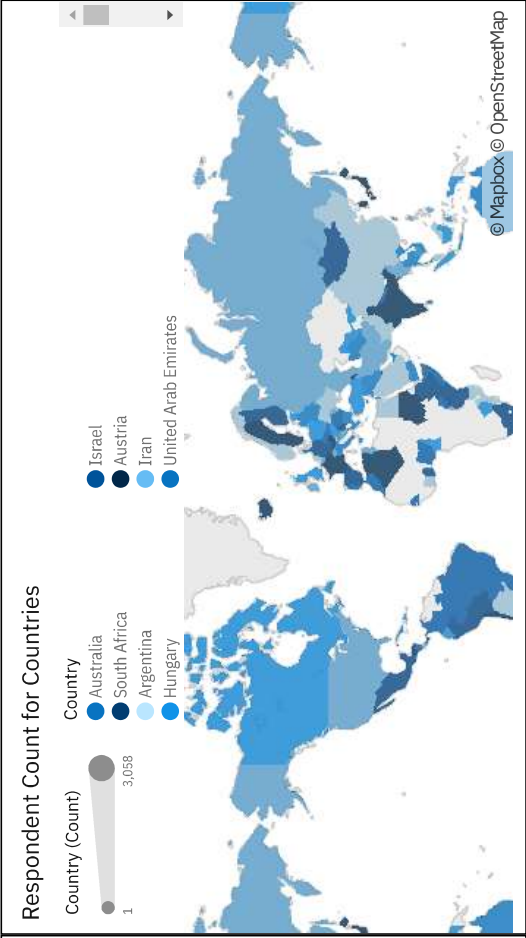 Respondent Count for Countries
Country (Count)
1
3,058
Country
Australia
South Africa
Argentina
Hungary
Israel
Austria
Iran
United Arab Emirates
© Mapbox © OpenStreetMap